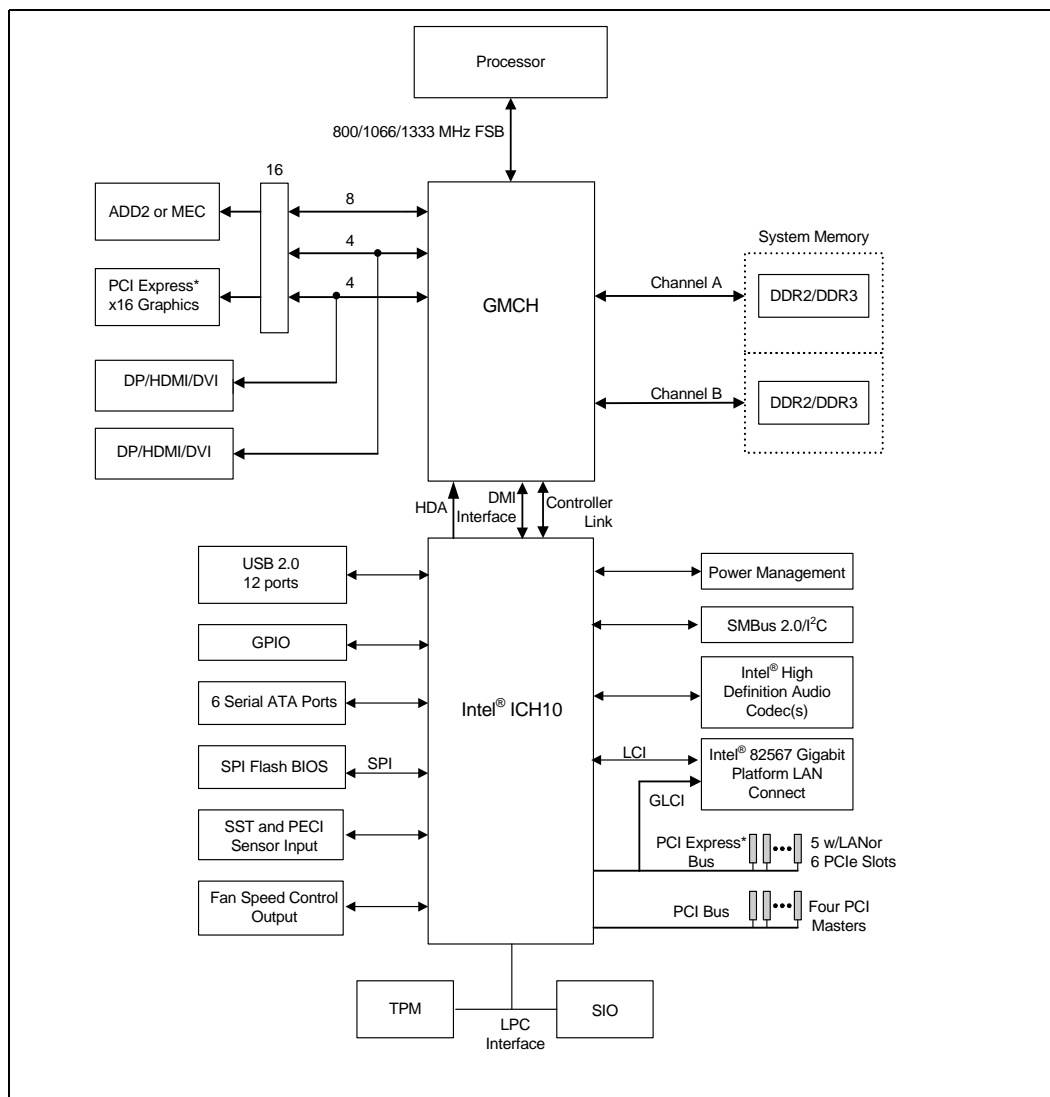 Processor
800/1066/1333 MHz FSB
16
ADD2 or MEC
8
4
PCI Express*
x16 Graphics
4
GMCH
System Memory
Channel A
DDR2/DDR3
DP/HDMI/DVI
Channel B
DDR2/DDR3
DP/HDMI/DVI
HDA
DMI
Interface
Controller
Link
USB 2.0
12 ports
Power Management
GPIO
SMBus 2.0/I²C
6 Serial ATA Ports
Intel® ICH10
Intel® High
Definition Audio
Codec(s)
SPI Flash BIOS
SPI
LCI
Intel® 82567 Gigabit
Platform LAN
Connect
GLCI
SST and PECI
Sensor Input
PCI Express*
Bus
5 w/LANor
6 PCIe Slots
Fan Speed Control
Output
PCI Bus
Four PCI
Masters
TPM
SIO
LPC
Interface